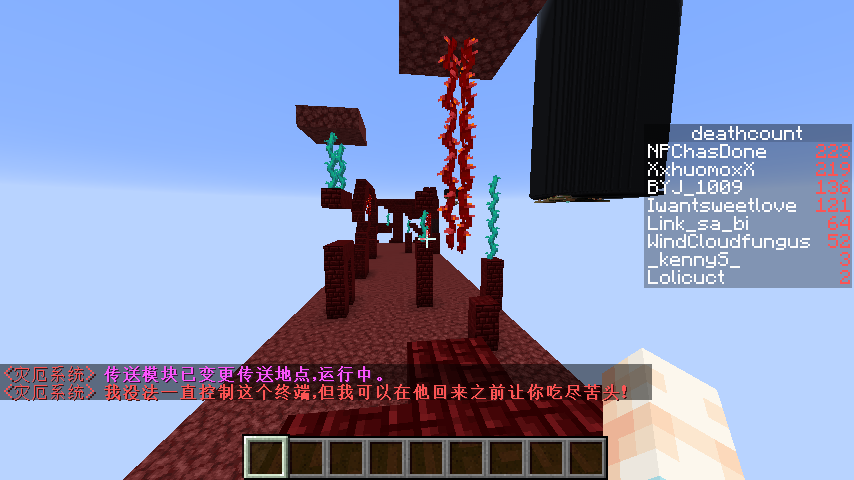 deathcount
NFChasDone 223
XxhuomoxX 219
BYJ_1009 136
Iwantsweetlove 121
Link_sa_bi 64
WindCloudfungus 52
_kenny5_ 3
Lolicuct 2
<灾厄系统> 传送模块已变更传送地点,运行中。
<灾厄系统> 我没法一直控制这个终端,但我可以在他回来之前让你吃尽苦头!